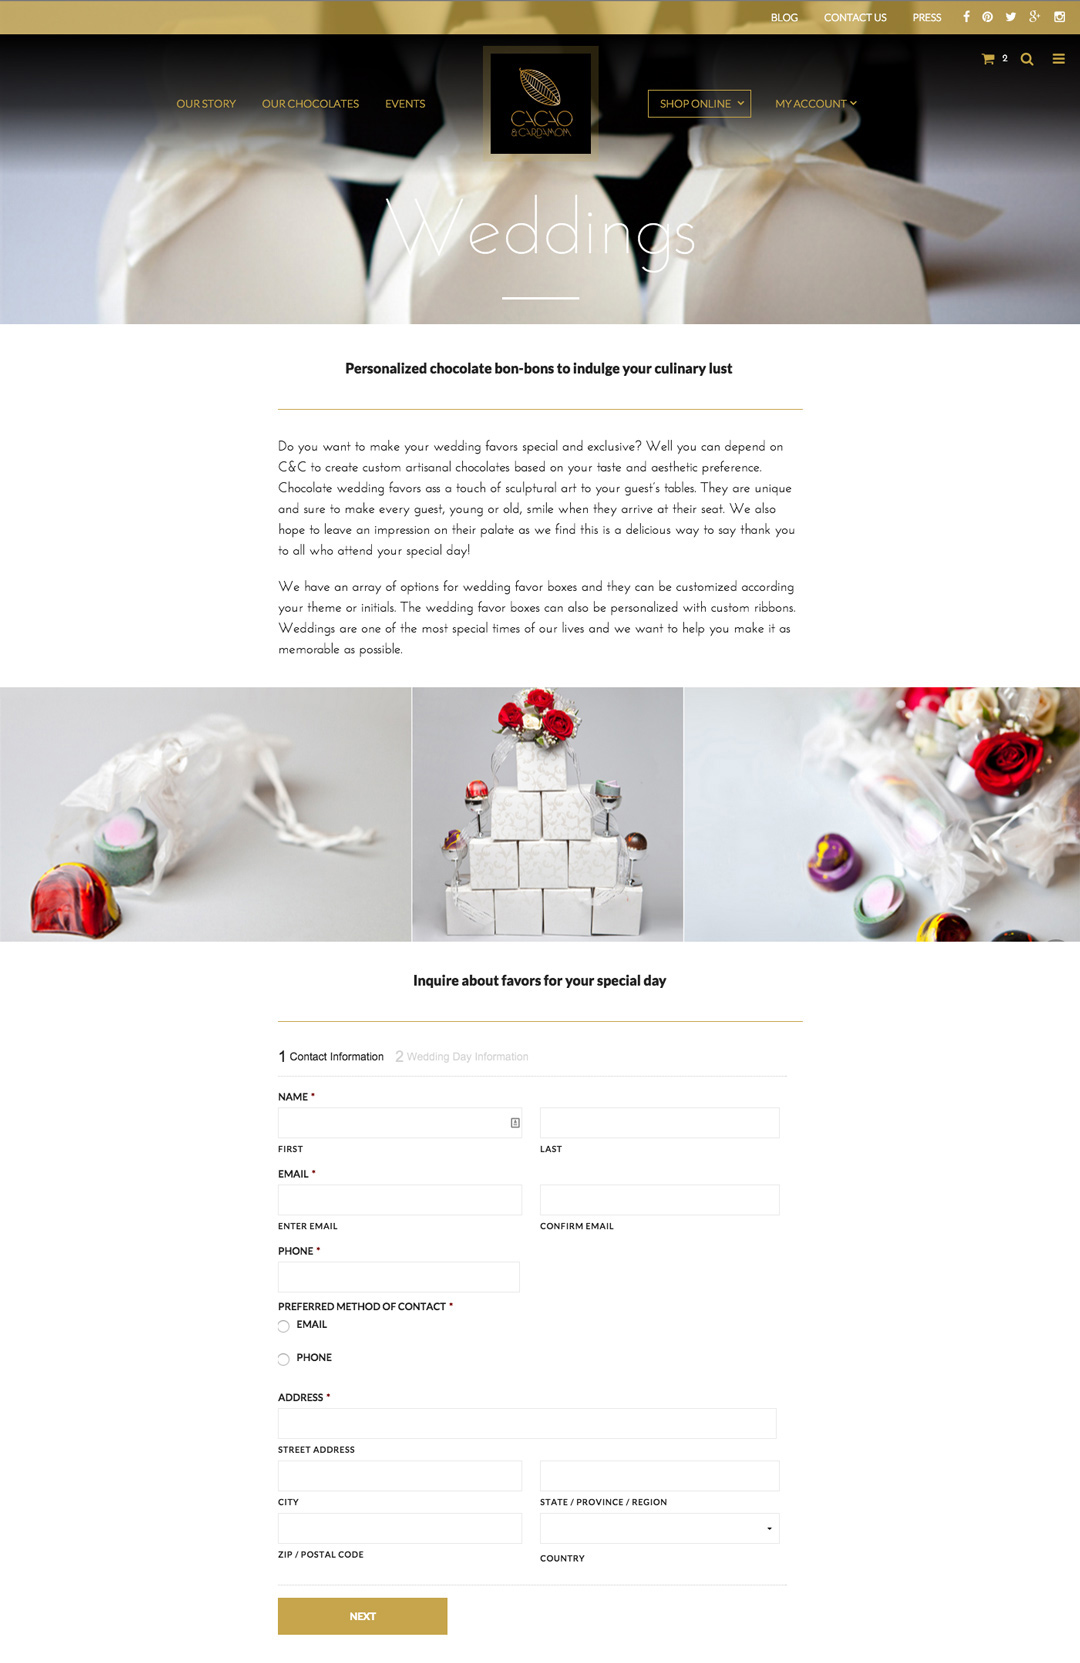 BLOG CONTACT US PRESS
2
OUR STORY OUR CHOCOLATES EVENTS
CACAO
& CARDAMOM
SHOP ONLINE MY ACCOUNT
Weddings
Personalized chocolate bon-bons to indulge your culinary lust
Do you want to make your wedding favors special and exclusive? Well you can depend on
C&C to create custom artisanal chocolates based on your taste and aesthetic preference.
Chocolate wedding favors ass a touch of sculptural art to your guest's tables. They are unique
and sure to make every guest, young or old, smile when they arrive at their seat. We also
hope to leave an impression on their palate as we find this is a delicious way to say thank you
to all who attend your special day!
We have an array of options for wedding favor boxes and they can be customized according
your theme or initials. The wedding favor boxes can also be personalized with custom ribbons.
Weddings are one of the most special times of our lives and we want to help you make it as
memorable as possible.
Inquire about favors for your special day
1 Contact Information 2 Wedding Day Information
NAME *
FIRST LAST
EMAIL *
ENTER EMAIL CONFIRM EMAIL
PHONE *
PREFERRED METHOD OF CONTACT *
EMAIL
PHONE
ADDRESS *
STREET ADDRESS
CITY STATE / PROVINCE / REGION
ZIP / POSTAL CODE COUNTRY
NEXT